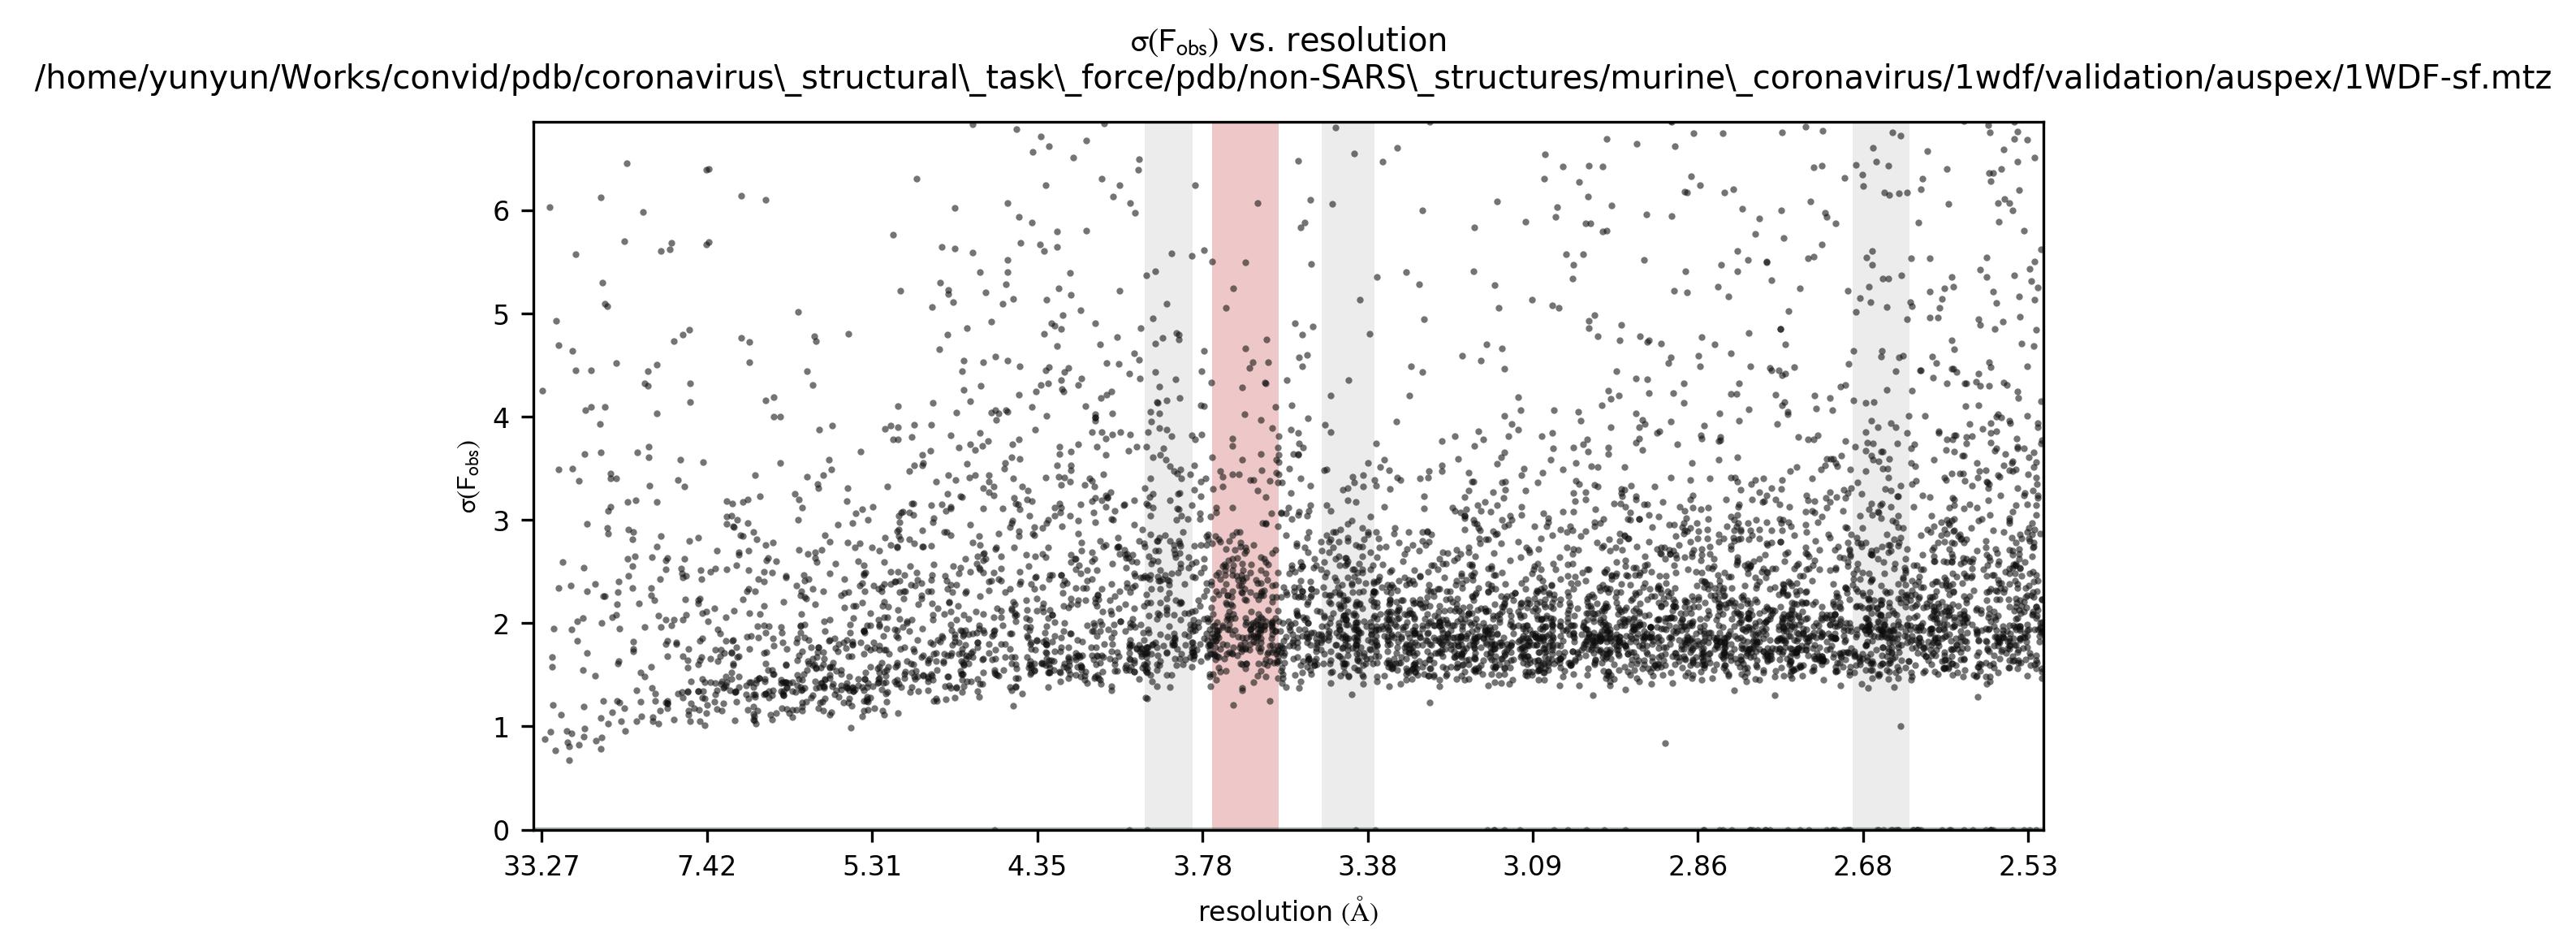 σ(Fobs) vs. resolution
/home/yunyun/Works/convid/pdb/coronavirus\_structural\_task\_force/pdb/non-SARS\_structures/murine\_coronavirus/1wdf/validation/auspex/1WDF-sf.mtz
6
5
4
3
2
1
0
σ(Fobs)
33.27 7.42 5.31 4.35 3.78 3.38 3.09 2.86 2.68 2.53
resolution (Å)